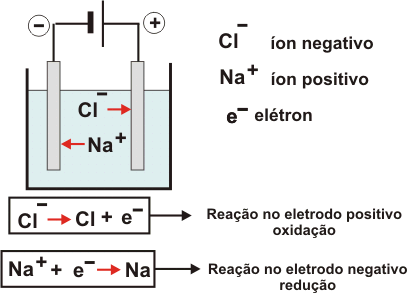 − +
Cl⁻ íon negativo
Cl⁻
Na⁺ íon positivo
e⁻ elétron
Na⁺
Cl⁻ → Cl + e⁻ → Reação no eletrodo positivo
oxidação
Na⁺ + e⁻ → Na → Reação no eletrodo negativo
redução